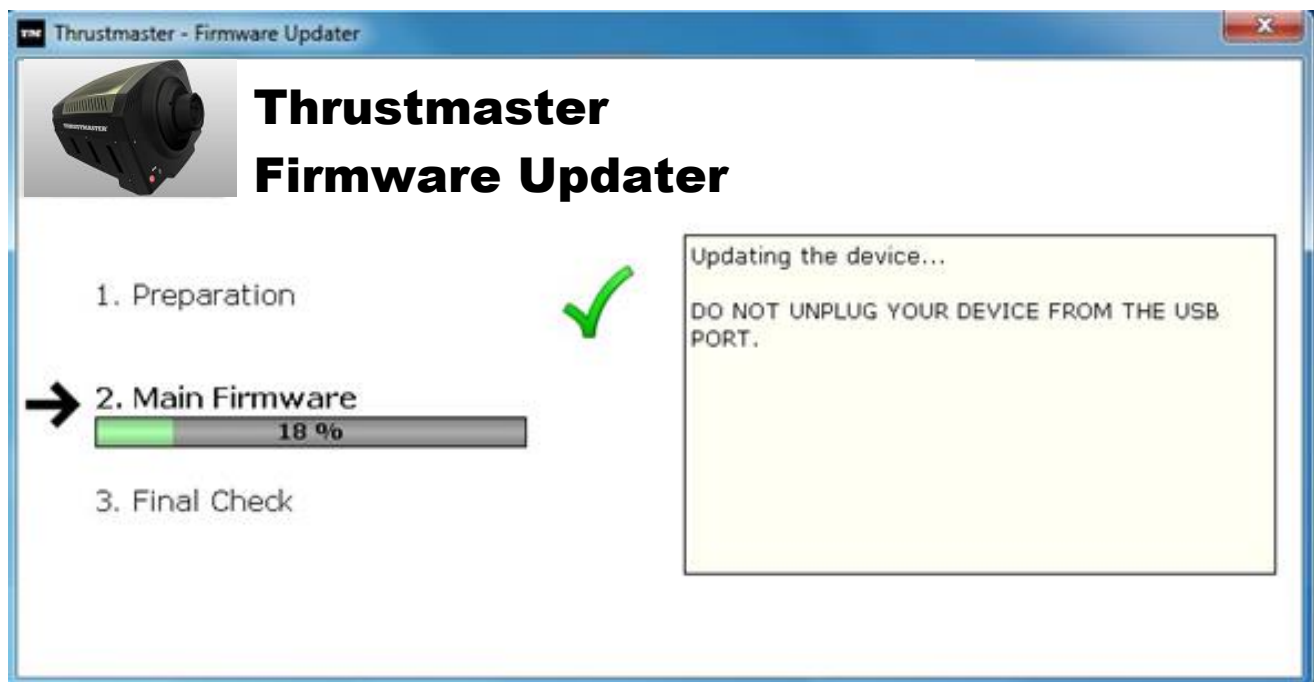 Thrustmaster - Firmware Updater
Thrustmaster
Firmware Updater
THRUSTMASTER
1. Preparation
2. Main Firmware
18 %
3. Final Check
Updating the device...
DO NOT UNPLUG YOUR DEVICE FROM THE USB
PORT.